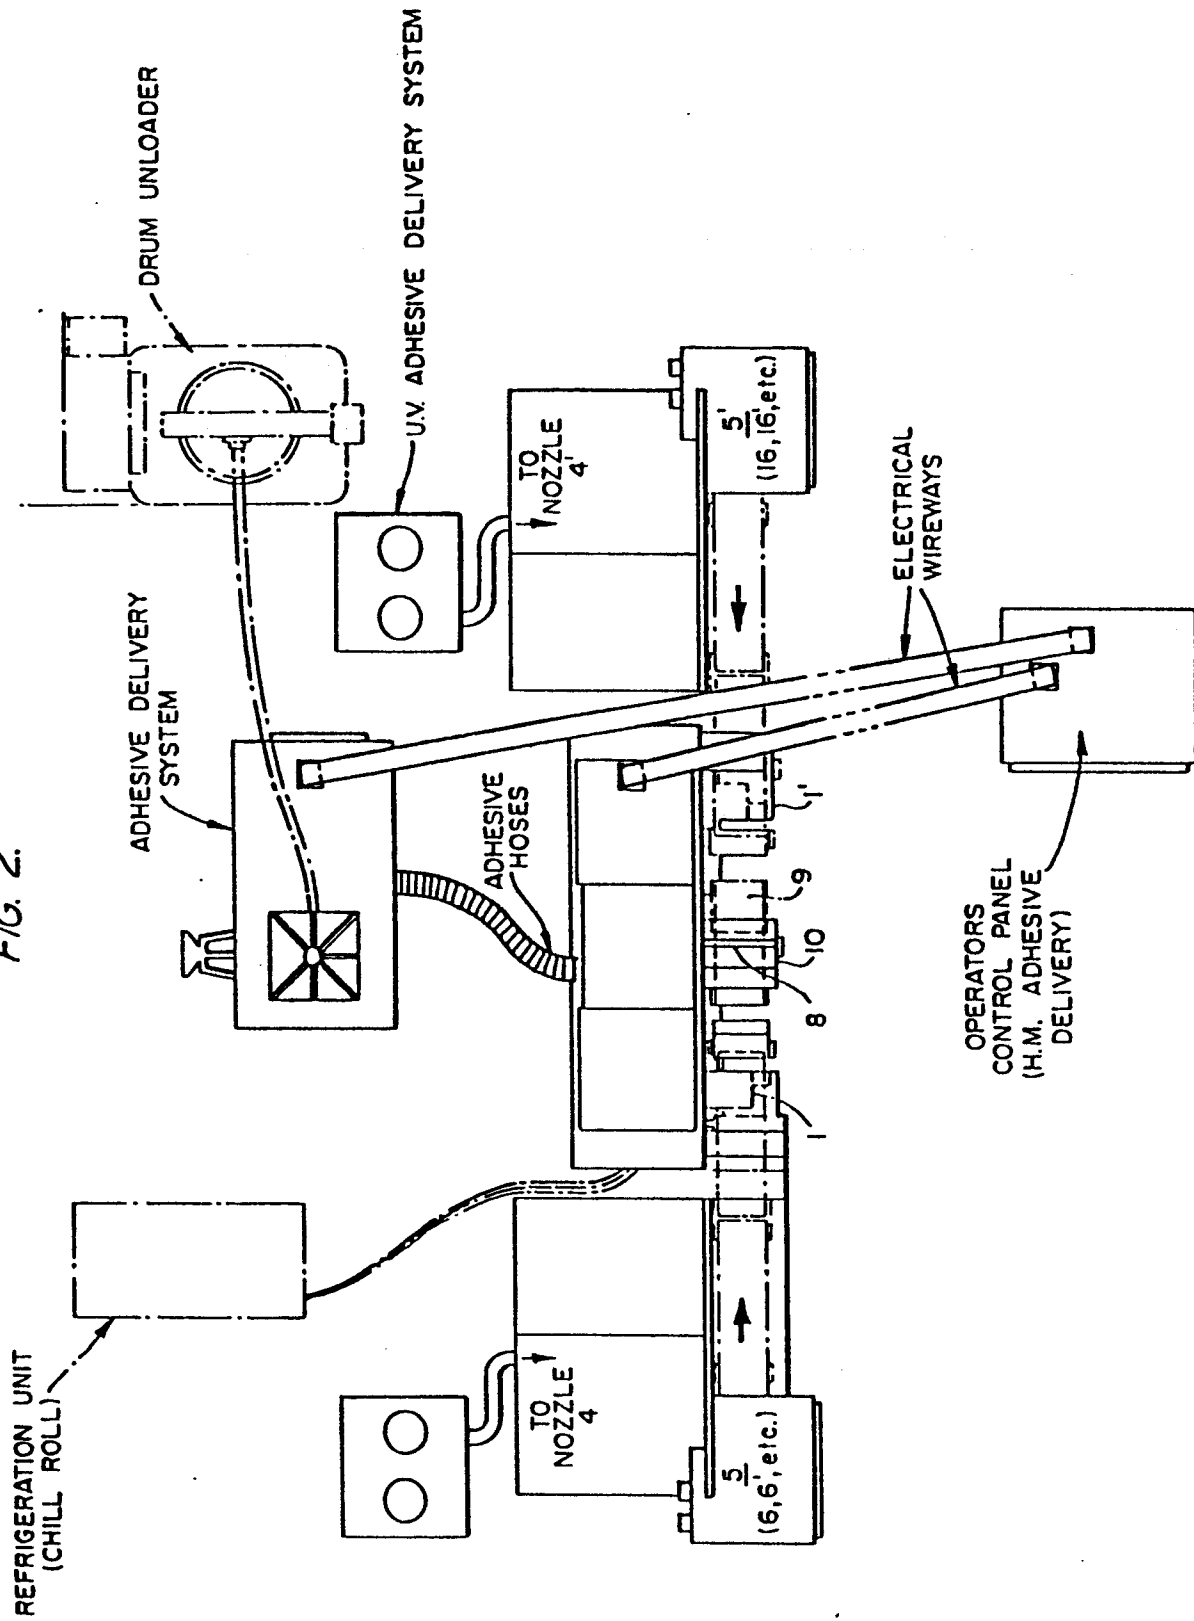 FIG. 2.
REFRIGERATION UNIT
(CHILL ROLL)
ADHESIVE DELIVERY
SYSTEM
DRUM UNLOADER
U.V. ADHESIVE DELIVERY SYSTEM
ADHESIVE
HOSES
TO
NOZZLE
4
TO
NOZZLE
4'
5
(6,6',etc.)
5'
(16,16',etc.)
1
8
10
9
1'
ELECTRICAL
WIREWAYS
OPERATORS
CONTROL PANEL
(H.M. ADHESIVE
DELIVERY)